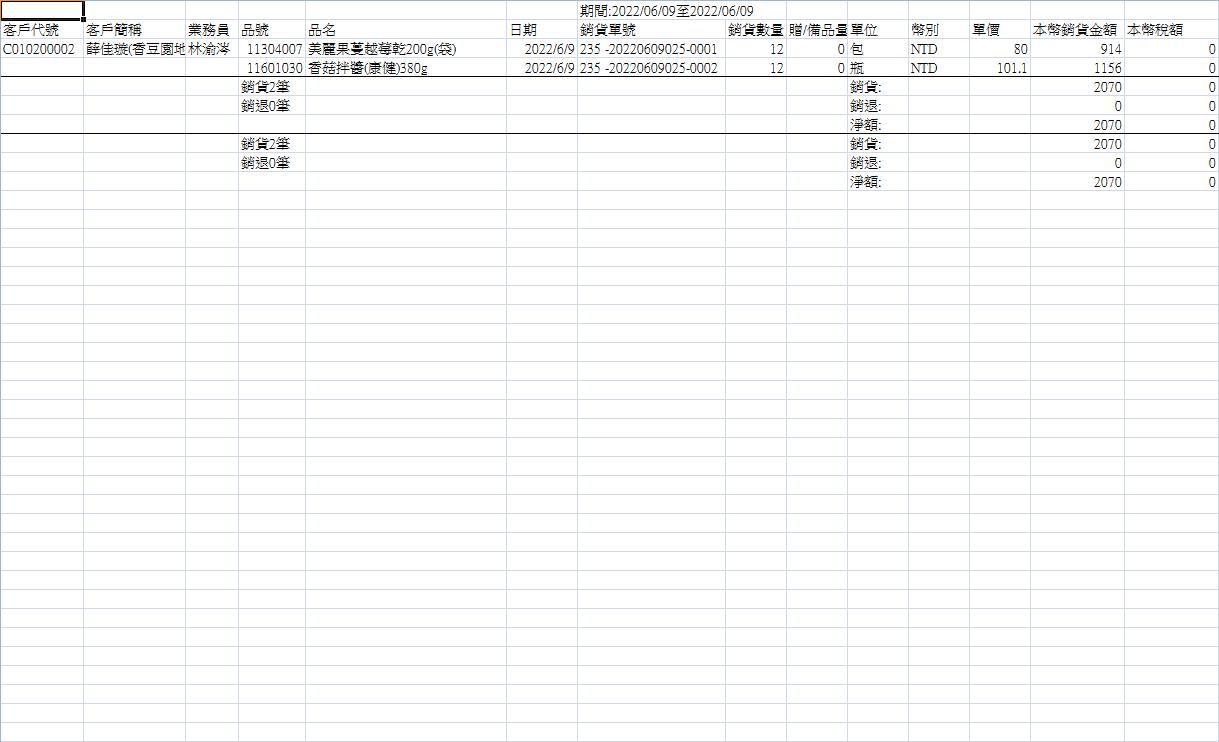 期間:2022/06/09至2022/06/09
客戶代號 客戶簡稱 業務員 品號 品名 日期 銷貨單號 銷貨數量 贈/備品量 單位 幣別 單價 本幣銷貨金額 本幣稅額
C010200002 薛佳璇(香豆園地 林渝涔 11304007 美麗果蔓越莓乾200g(袋) 2022/6/9 235 -20220609025-0001 12 0 包 NTD 80 914 0
11601030 香菇拌醬(康健)380g 2022/6/9 235 -20220609025-0002 12 0 瓶 NTD 101.1 1156 0
銷貨2筆 銷貨: 2070 0
銷退0筆 銷退: 0 0
淨額: 2070 0
銷貨2筆 銷貨: 2070 0
銷退0筆 銷退: 0 0
淨額: 2070 0